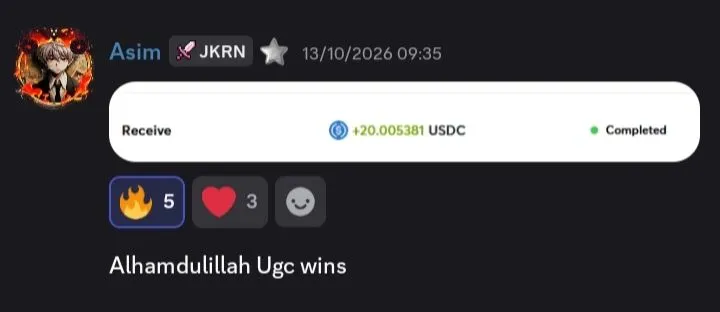 Asim JKRN 13/10/2026 09:35
Receive +20.005381 USDC Completed
5 3
Alhamdulillah Ugc wins